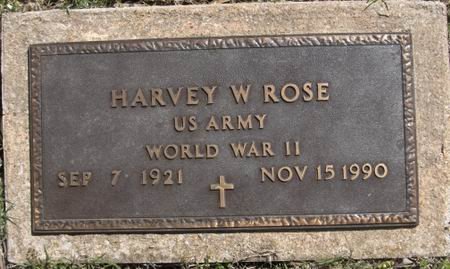 HARVEY W ROSE
US ARMY
WORLD WAR II
SEP 7 1921 NOV 15 1990